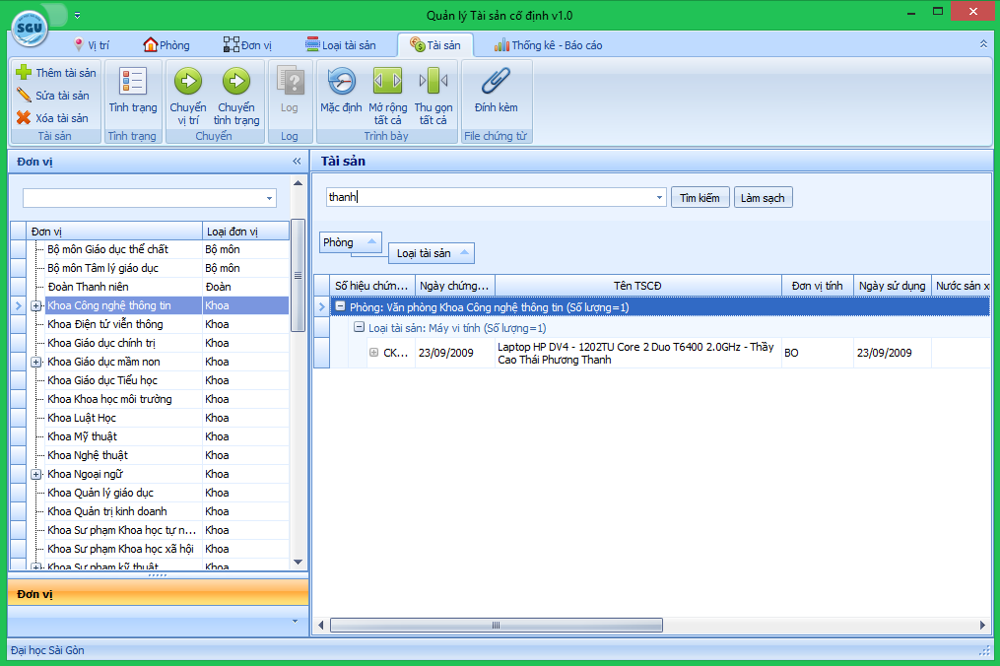 Quản lý Tài sản cố định v1.0
SGU
Vị trí
Phòng
Đơn vị
Loại tài sản
Tài sản
Thống kê - Báo cáo
Thêm tài sản
Sửa tài sản
Xóa tài sản
Tài sản
Tình trạng
Tình trạng
Chuyển vị trí
Chuyển tình trạng
Chuyển
Log
Log
Mặc định
Mở rộng tất cả
Thu gọn tất cả
Trình bày
Đính kèm
File chứng từ
Đơn vị
Đơn vị Loại đơn vị
Bộ môn Giáo dục thể chất Bộ môn
Bộ môn Tâm lý giáo dục Bộ môn
Đoàn Thanh niên Đoàn
Khoa Công nghệ thông tin Khoa
Khoa Điện tử viễn thông Khoa
Khoa Giáo dục chính trị Khoa
Khoa Giáo dục mầm non Khoa
Khoa Giáo dục Tiểu học Khoa
Khoa Khoa học môi trường Khoa
Khoa Luật Học Khoa
Khoa Mỹ thuật Khoa
Khoa Nghệ thuật Khoa
Khoa Ngoại ngữ Khoa
Khoa Quản lý giáo dục Khoa
Khoa Quản trị kinh doanh Khoa
Khoa Sư phạm Khoa học tự n... Khoa
Khoa Sư phạm Khoa học xã hội Khoa
Khoa Sư phạm kỹ thuật Khoa
Đơn vị
Tài sản
thanh
Tìm kiếm
Làm sạch
Phòng
Loại tài sản
Số hiệu chứn... Ngày chứng... Tên TSCĐ Đơn vị tính Ngày sử dụng Nước sản x
Phòng: Văn phòng Khoa Công nghệ thông tin (Số lượng=1)
Loại tài sản: Máy vi tính (Số lượng=1)
CK... 23/09/2009 Laptop HP DV4 - 1202TU Core 2 Duo T6400 2.0GHz - Thầy BO 23/09/2009
Cao Thái Phương Thanh
Đại học Sài Gòn